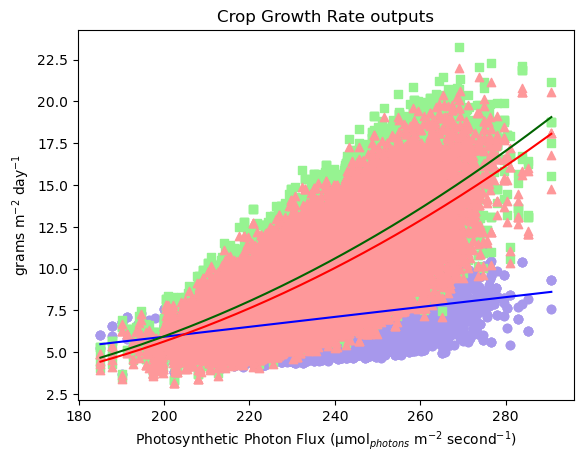 Crop Growth Rate outputs
grams m⁻² day⁻¹
22.5
20.0
17.5
15.0
12.5
10.0
7.5
5.0
2.5
180 200 220 240 260 280
Photosynthetic Photon Flux (μmol_photons m⁻² second⁻¹)